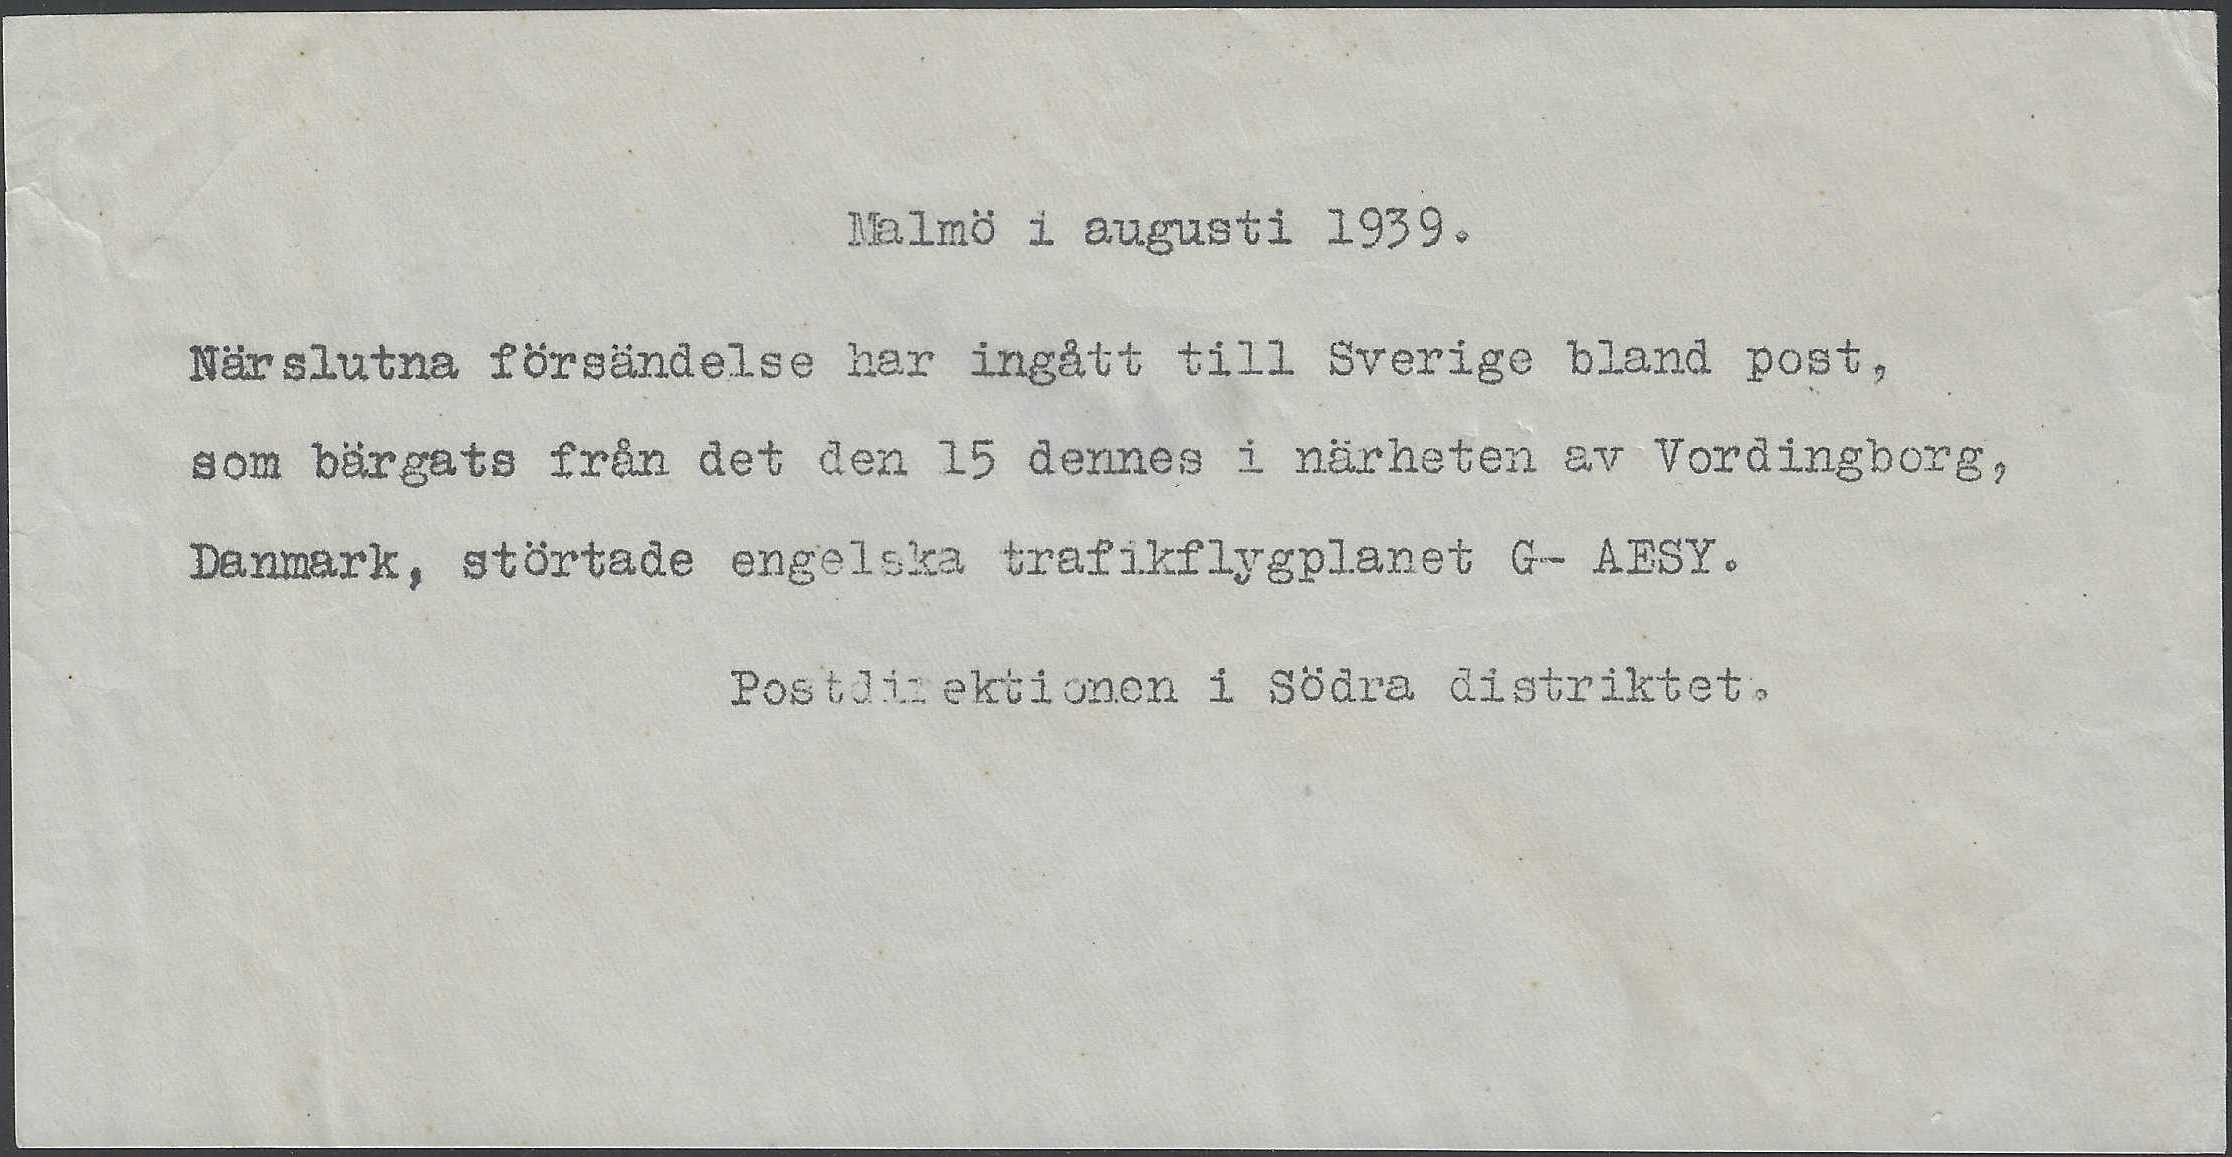 Malmö i augusti 1939.
Närslutna försändelse har ingått till Sverige bland post,
som bärgats från det den 15 dennes i närheten av Vordingborg,
Danmark, störtade engelska trafikflygplanet G- AESY.
Postdirektionen i Södra distriktet.